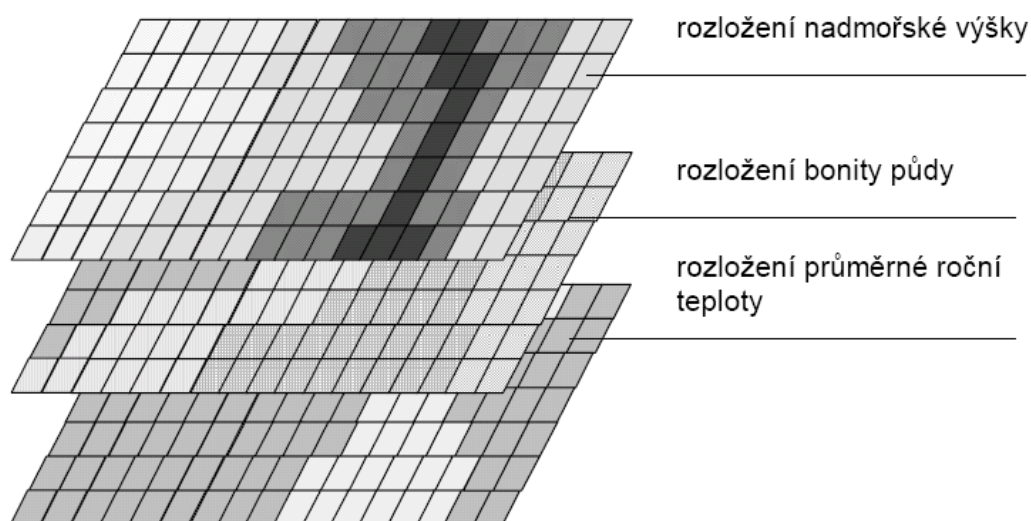 rozložení nadmořské výšky
rozložení bonity půdy
rozložení průměrné roční
teploty